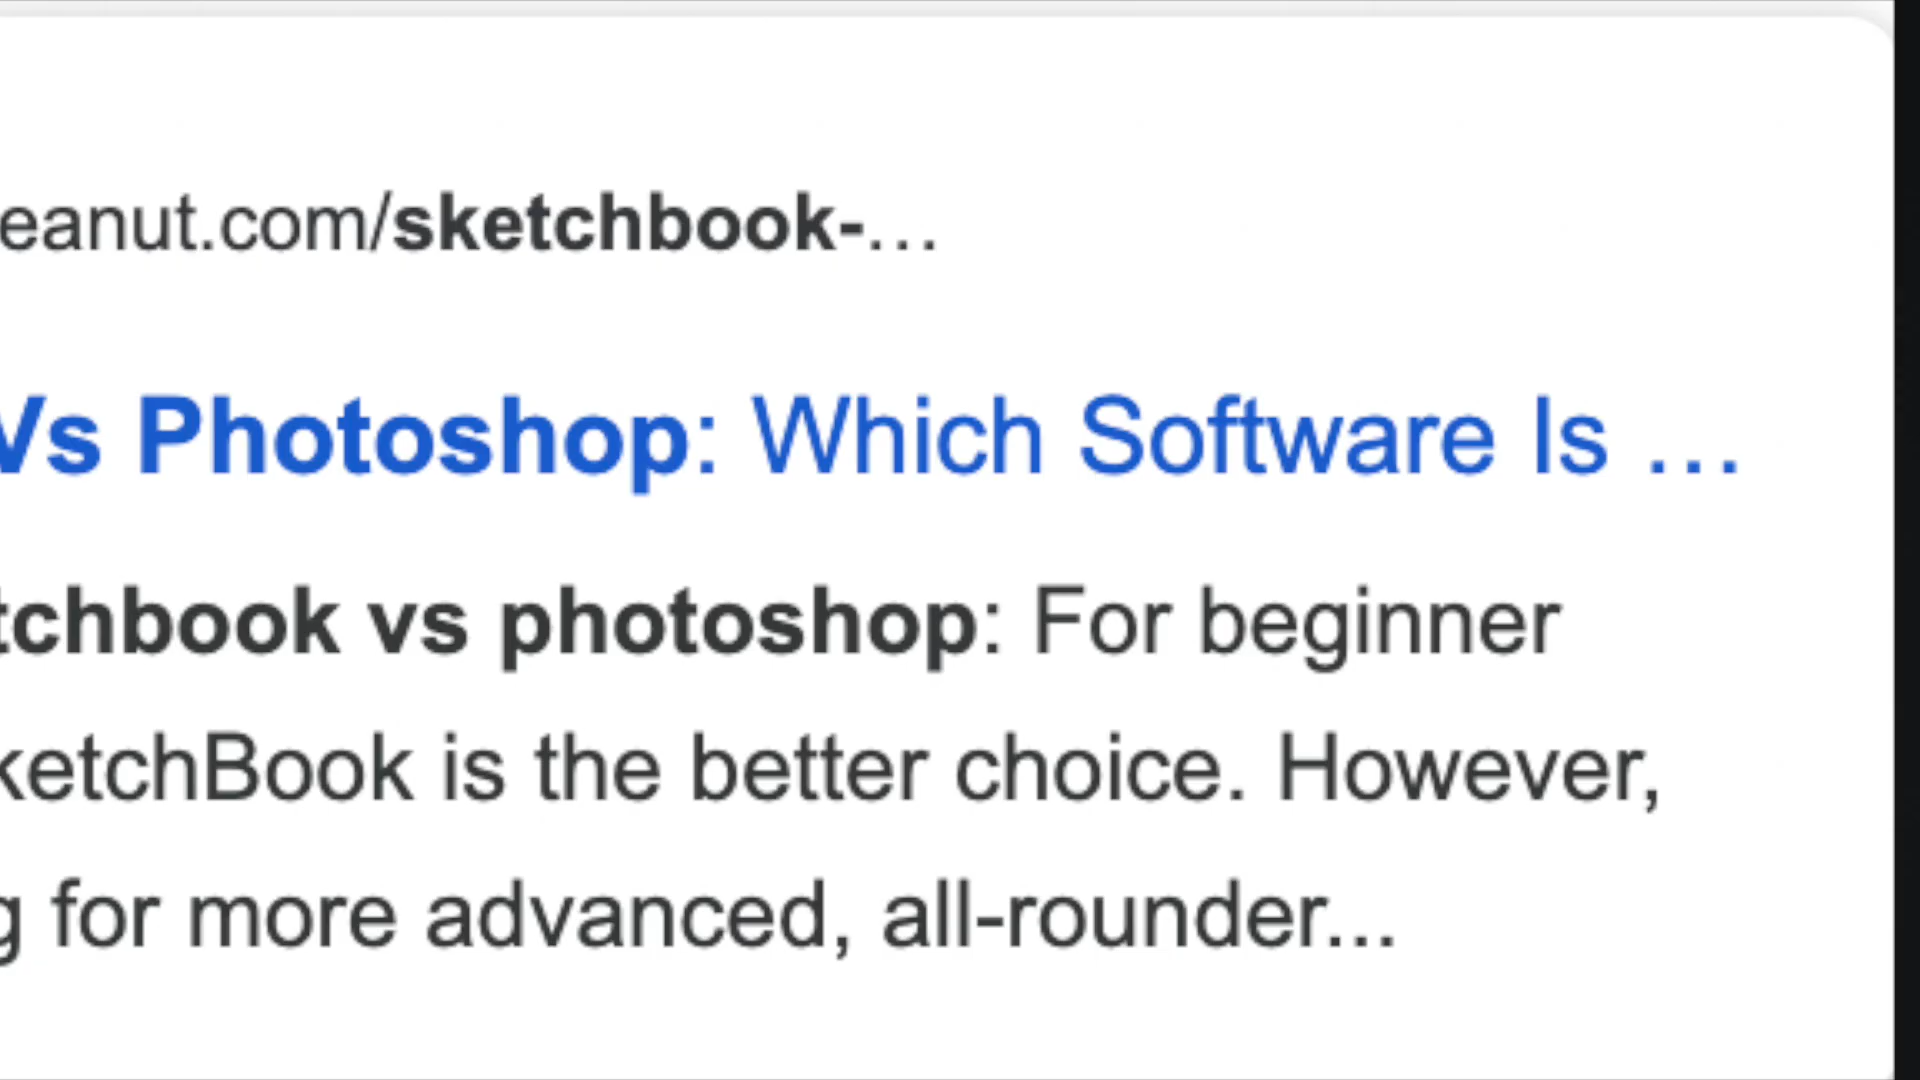 eanut.com/sketchbook-...
Vs Photoshop: Which Software Is ...
tchbook vs photoshop: For beginner
ketchBook is the better choice. However,
g for more advanced, all-rounder...